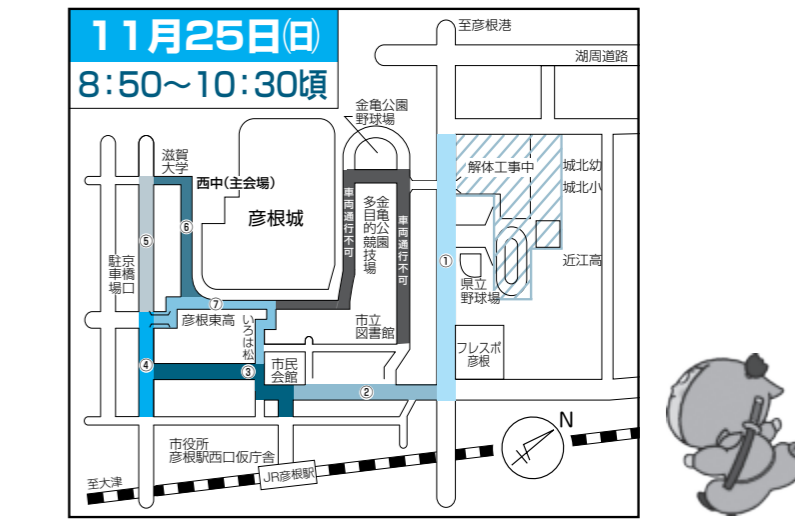 11月25日(日)
8:50～10:30頃
至彦根港
湖周道路
金亀公園
野球場
滋賀
大学
西中(主会場)
彦根城
解体工事中
城北幼
城北小
近江高
車両通行不可
金亀公園
多目的競技場
車両通行不可
①
県立
野球場
⑤
⑥
京橋口
駐車場
⑦
彦根東高
いろは松
市立
図書館
フレスポ
彦根
④
③
市民
会館
②
N
市役所
彦根駅西口仮庁舎
JR彦根駅
至大津